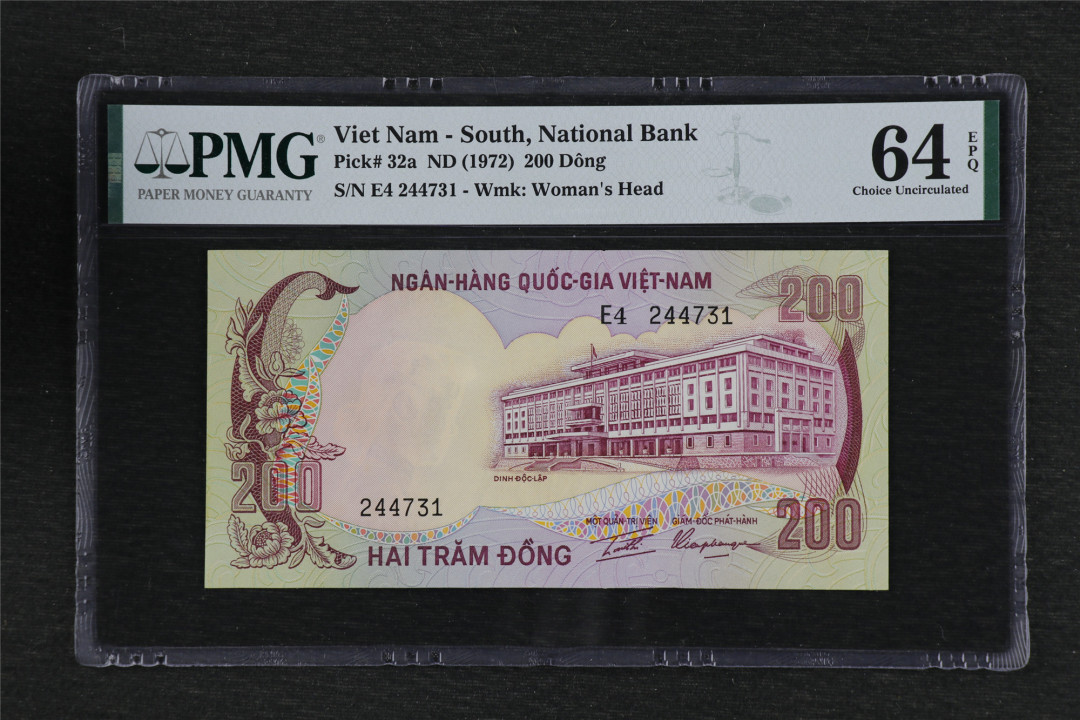 PMG®
PAPER MONEY GUARANTY
Viet Nam - South, National Bank
Pick# 32a ND (1972) 200 Dông
S/N E4 244731 - Wmk: Woman's Head
64
EPQ
Choice Uncirculated
NGÂN-HÀNG QUỐC-GIA VIỆT-NAM
200
E4 244731
DINH ĐỘC-LẬP
200
244731
MỘT QUẢN-TRỊ VIÊN GIÁM-ĐỐC PHÁT-HÀNH
200
HAI TRĂM ĐỒNG